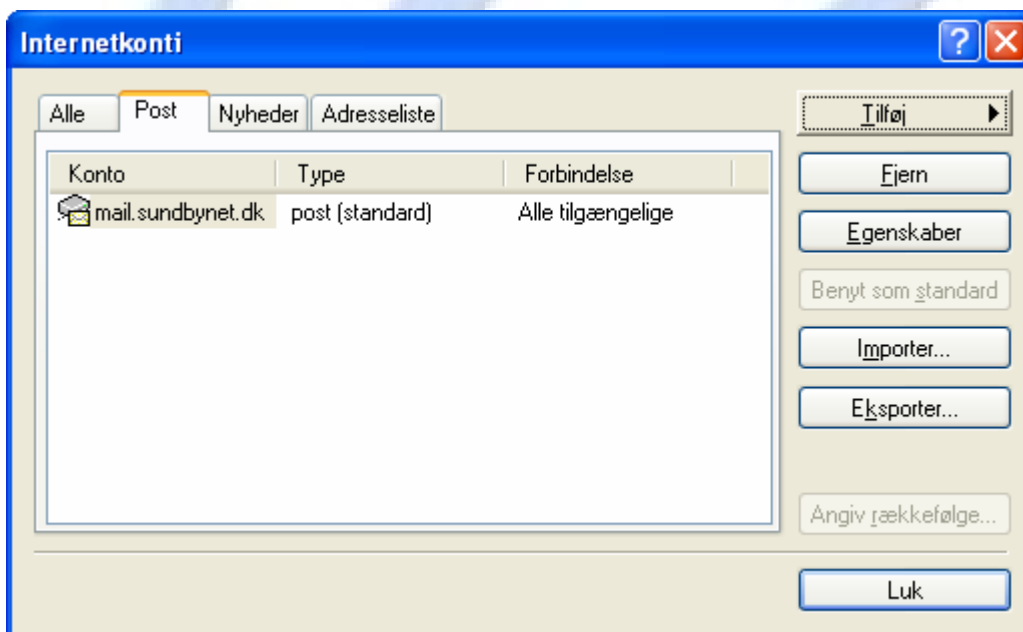 Internetkonti
Alle Post Nyheder Adresseliste
Konto Type Forbindelse
mail.sundbynet.dk post (standard) Alle tilgængelige
Tilføj
Fjern
Egenskaber
Benyt som standard
Importer...
Eksporter...
Angiv rækkefølge...
Luk